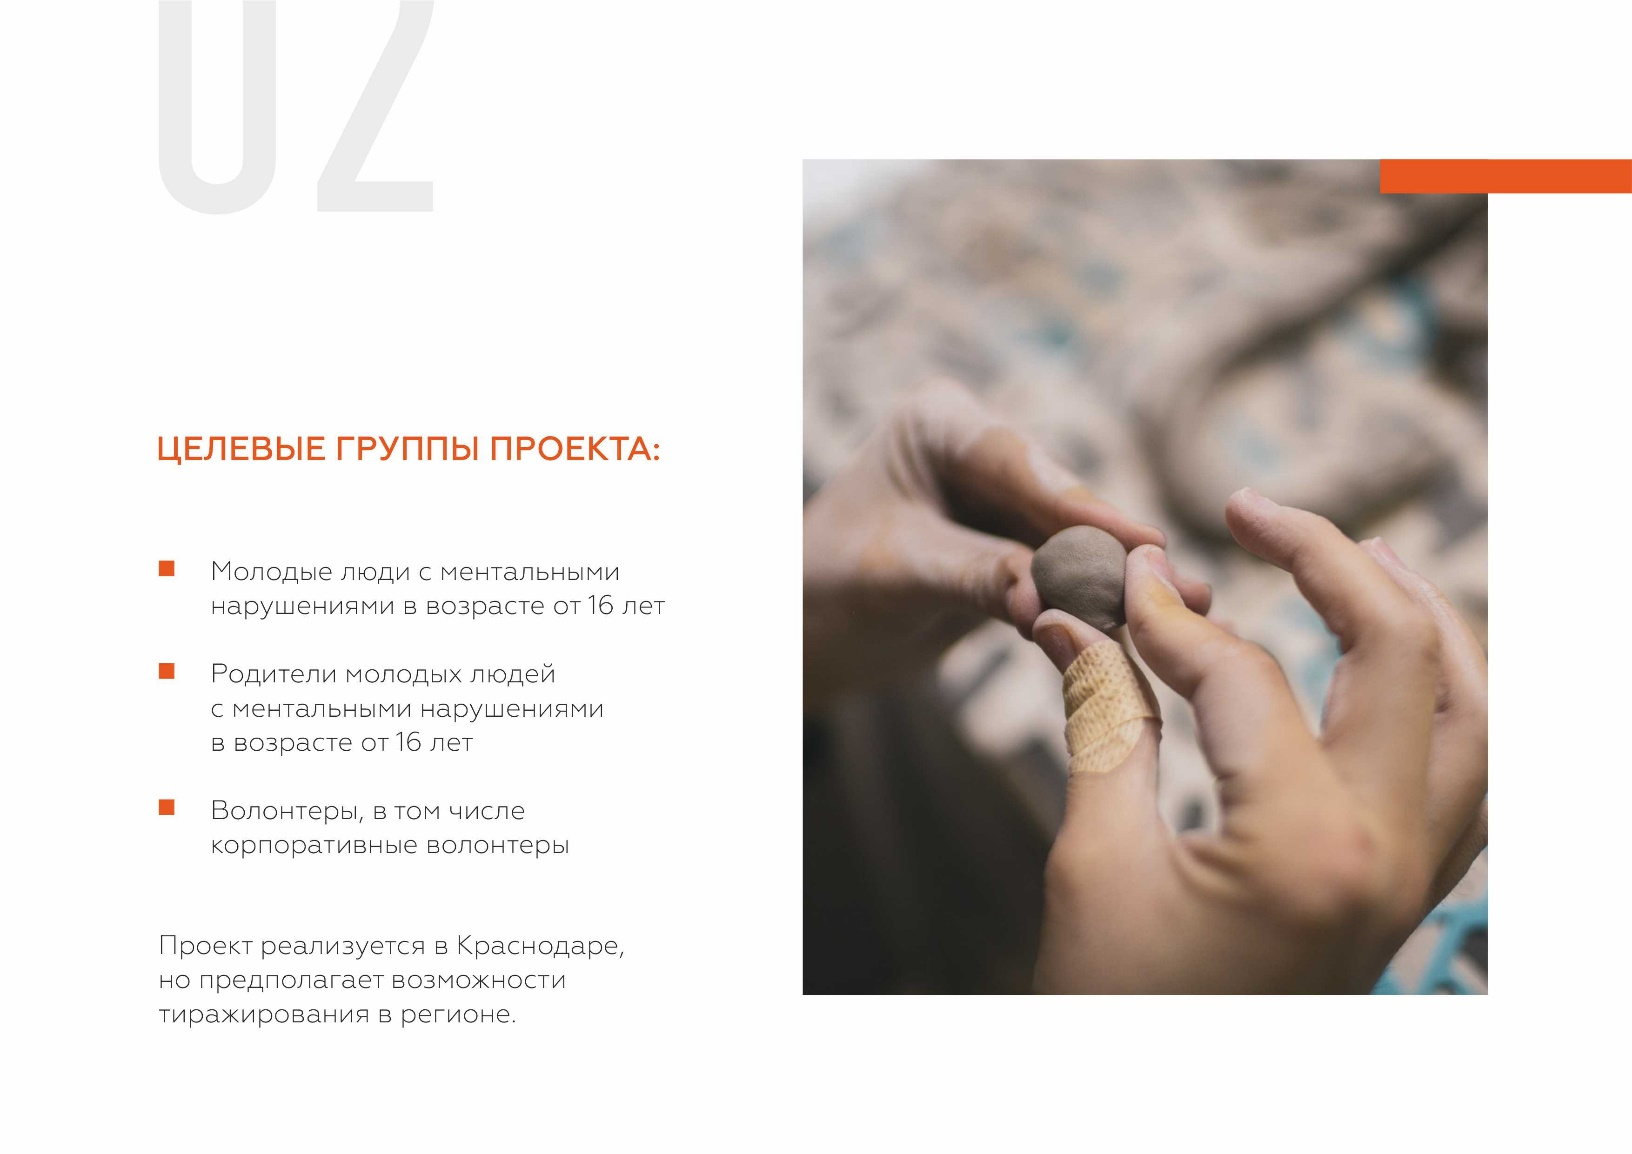 02
ЦЕЛЕВЫЕ ГРУППЫ ПРОЕКТА:
Молодые люди с ментальными
нарушениями в возрасте от 16 лет
Родители молодых людей
с ментальными нарушениями
в возрасте от 16 лет
Волонтеры, в том числе
корпоративные волонтеры
Проект реализуется в Краснодаре,
но предполагает возможности
тиражирования в регионе.